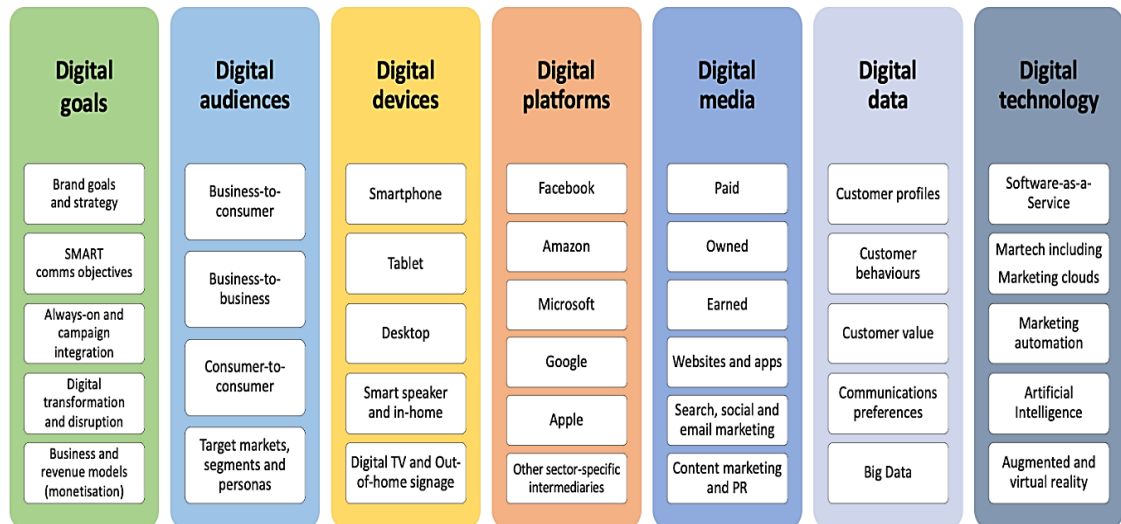 Digital
goals
Brand goals
and strategy
SMART
comms objectives
Always-on and
campaign
integration
Digital
transformation
and disruption
Business and
revenue models
(monetisation)
Digital
audiences
Business-to-
consumer
Business-to-
business
Consumer-to-
consumer
Target markets,
segments and
personas
Digital
devices
Smartphone
Tablet
Desktop
Smart speaker
and in-home
Digital TV and Out-
of-home signage
Digital
platforms
Facebook
Amazon
Microsoft
Google
Apple
Other sector-specific
intermediaries
Digital
media
Paid
Owned
Earned
Websites and apps
Search, social and
email marketing
Content marketing
and PR
Digital
data
Customer profiles
Customer
behaviours
Customer value
Communications
preferences
Big Data
Digital
technology
Software-as-a-
Service
Martech including
Marketing clouds
Marketing
automation
Artificial
Intelligence
Augmented and
virtual reality